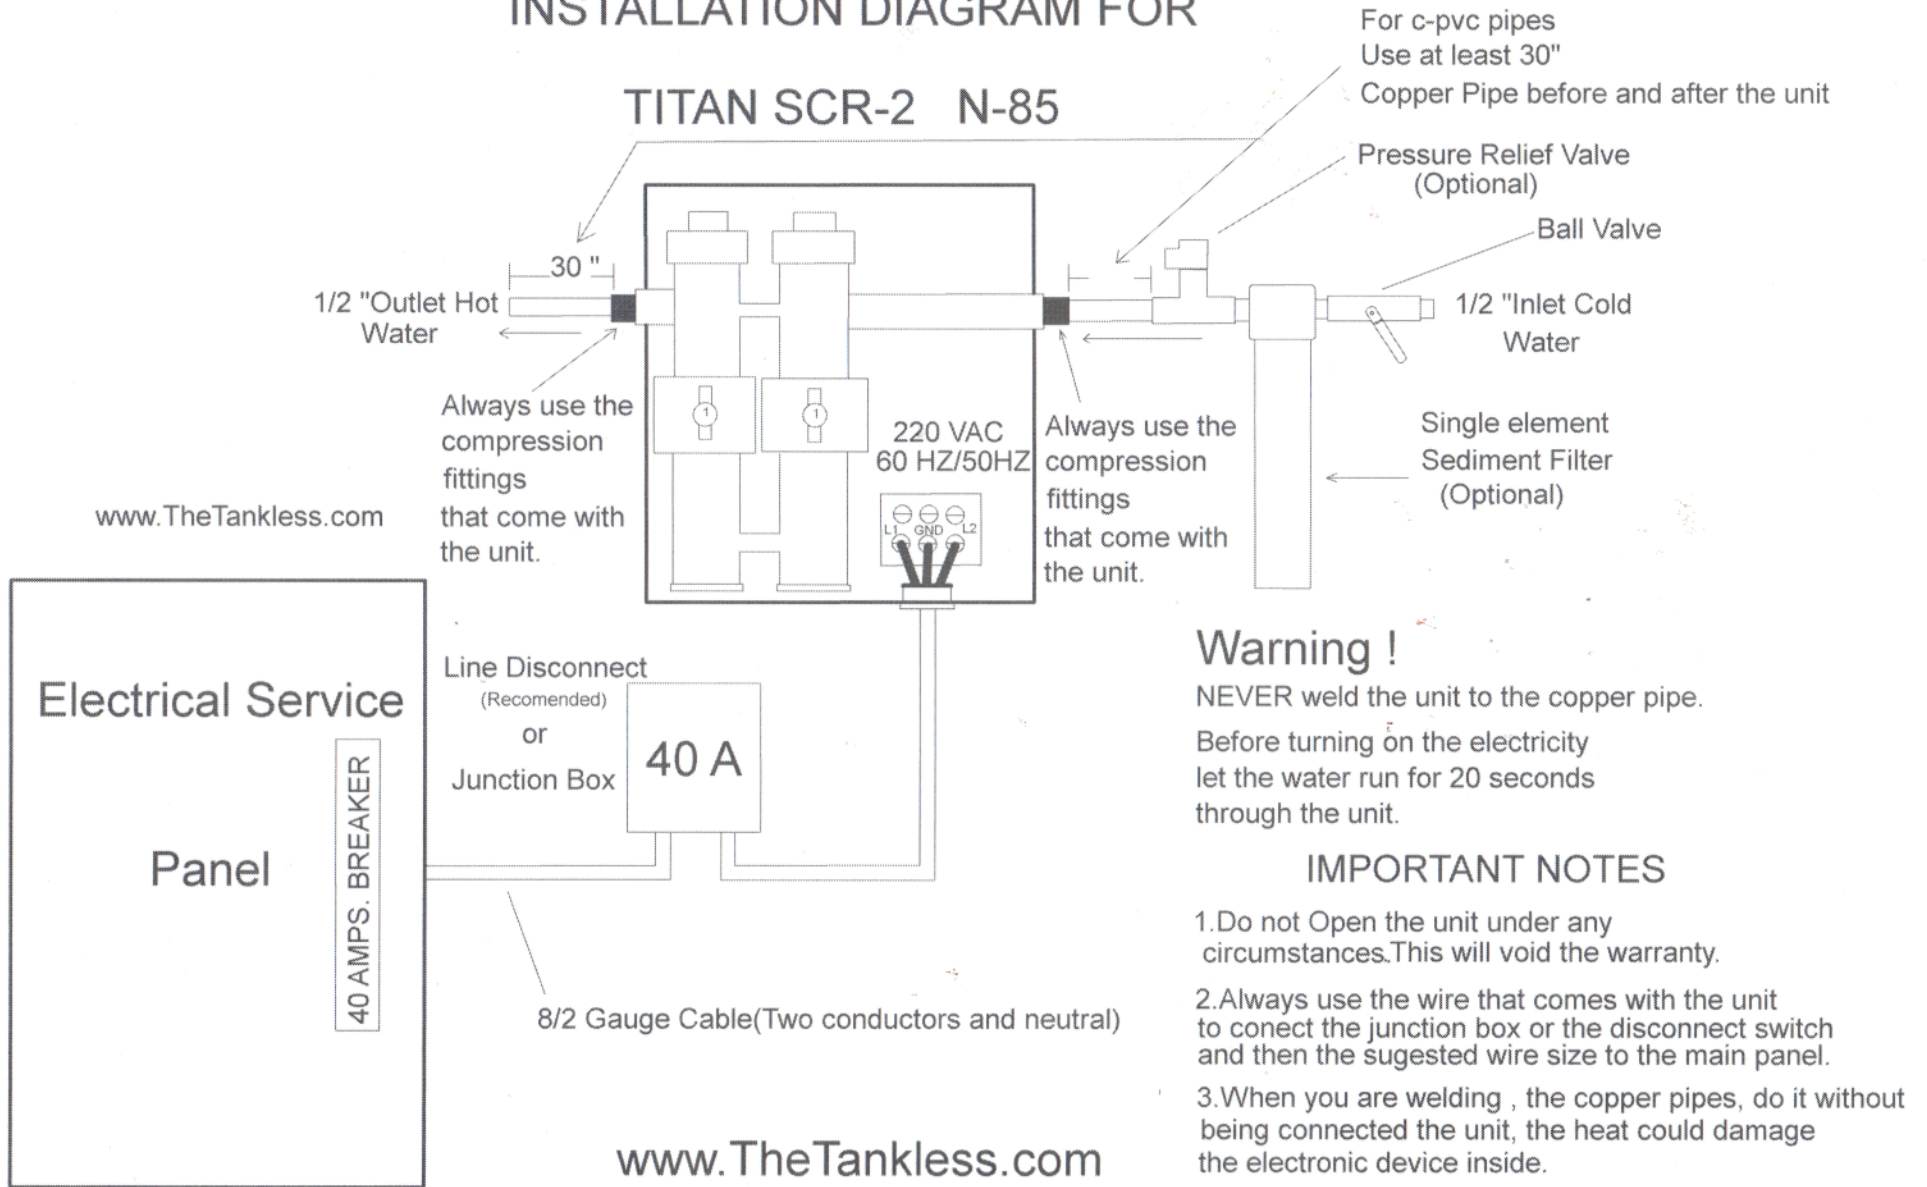 INSTALLATION DIAGRAM FOR
TITAN SCR-2 N-85
For c-pvc pipes
Use at least 30"
Copper Pipe before and after the unit
Pressure Relief Valve
(Optional)
Ball Valve
30 "
1/2 "Outlet Hot
Water
1/2 "Inlet Cold
Water
Always use the
compression
fittings
that come with
the unit.
1
1
220 VAC
60 HZ/50HZ
L1 GND L2
Always use the
compression
fittings
that come with
the unit.
Single element
Sediment Filter
(Optional)
www.TheTankless.com
Electrical Service
Panel
40 AMPS. BREAKER
Line Disconnect
(Recomended)
or
Junction Box
40 A
8/2 Gauge Cable(Two conductors and neutral)
Warning !
NEVER weld the unit to the copper pipe.
Before turning on the electricity
let the water run for 20 seconds
through the unit.
IMPORTANT NOTES
1.Do not Open the unit under any
circumstances.This will void the warranty.
2.Always use the wire that comes with the unit
to conect the junction box or the disconnect switch
and then the sugested wire size to the main panel.
3.When you are welding , the copper pipes, do it without
being connected the unit, the heat could damage
the electronic device inside.
www.TheTankless.com